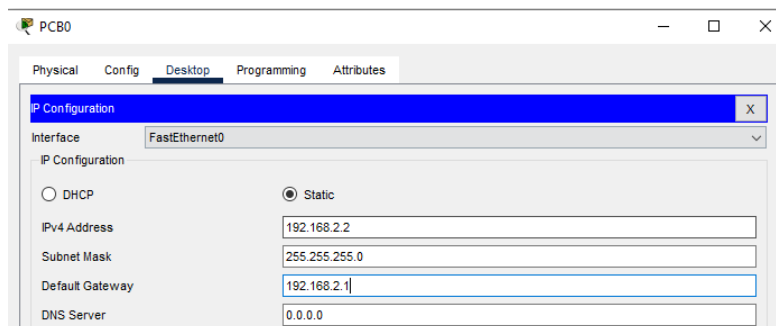 PCB0
Physical Config Desktop Programming Attributes
IP Configuration X
Interface FastEthernet0
IP Configuration
DHCP Static
IPv4 Address 192.168.2.2
Subnet Mask 255.255.255.0
Default Gateway 192.168.2.1
DNS Server 0.0.0.0